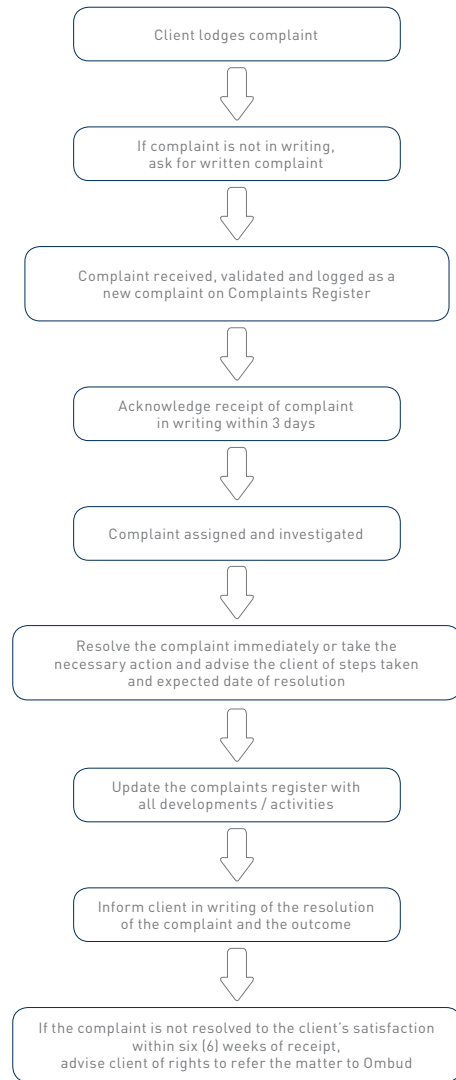 Client lodges complaint
If complaint is not in writing,
ask for written complaint
Complaint received, validated and logged as a
new complaint on Complaints Register
Acknowledge receipt of complaint
in writing within 3 days
Complaint assigned and investigated
Resolve the complaint immediately or take the
necessary action and advise the client of steps taken
and expected date of resolution
Update the complaints register with
all developments / activities
Inform client in writing of the resolution
of the complaint and the outcome
If the complaint is not resolved to the client's satisfaction
within six (6) weeks of receipt,
advise client of rights to refer the matter to Ombud